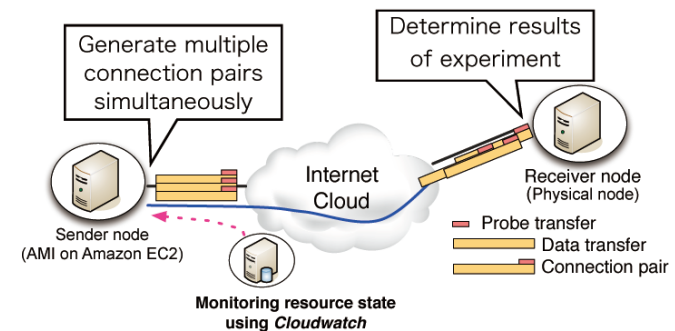 Generate multiple
connection pairs
simultaneously
Determine results
of experiment
Internet
Cloud
Sender node
(AMI on Amazon EC2)
Receiver node
(Physical node)
Probe transfer
Data transfer
Connection pair
Monitoring resource state
using Cloudwatch